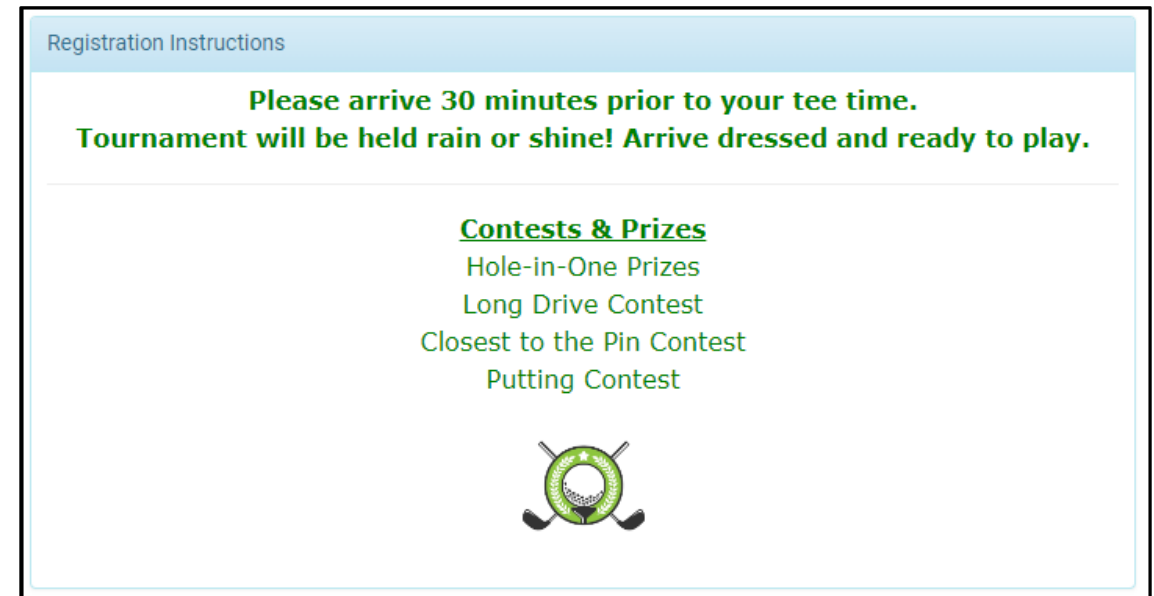 Registration Instructions
Please arrive 30 minutes prior to your tee time.
Tournament will be held rain or shine! Arrive dressed and ready to play.
Contests & Prizes
Hole-in-One Prizes
Long Drive Contest
Closest to the Pin Contest
Putting Contest